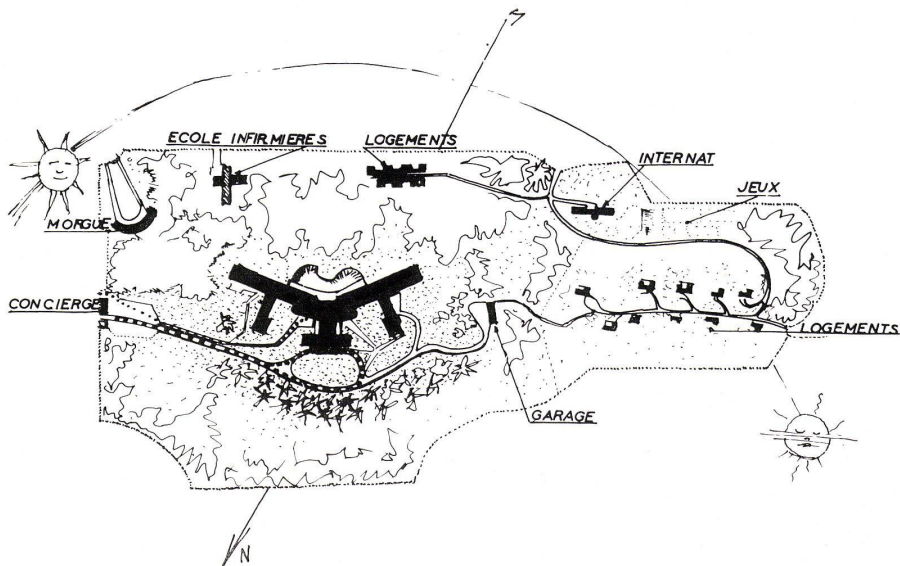 S
ECOLE INFIRMIERES
LOGEMENTS
INTERNAT
JEUX
MORGUE
CONCIERGE
LOGEMENTS
GARAGE
N